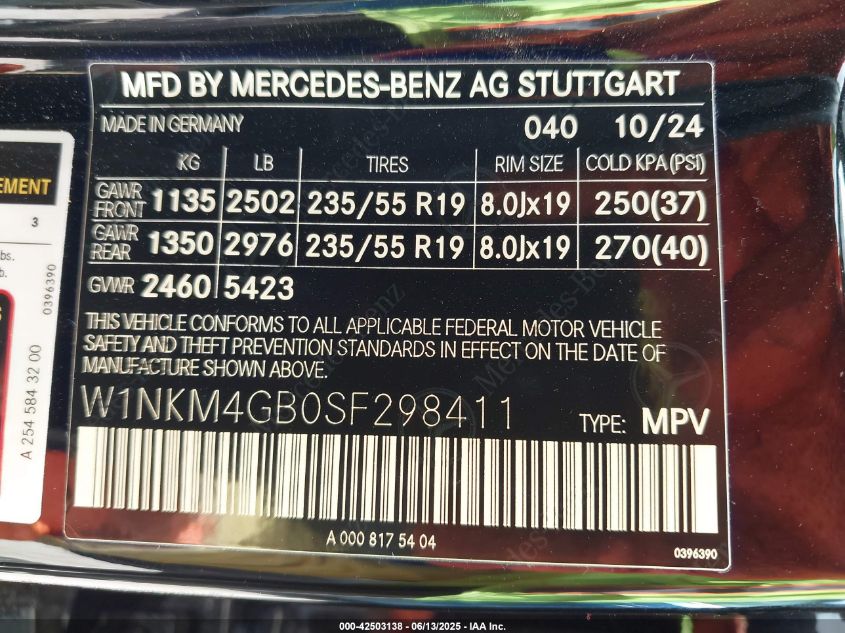 MFD BY MERCEDES-BENZ AG STUTTGART
MADE IN GERMANY 040 10/24
KG LB TIRES RIM SIZE COLD KPA (PSI)
GAWR FRONT 1135 2502 235/55 R19 8.0Jx19 250(37)
GAWR REAR 1350 2976 235/55 R19 8.0Jx19 270(40)
GVWR 2460 5423
THIS VEHICLE CONFORMS TO ALL APPLICABLE FEDERAL MOTOR VEHICLE
SAFETY AND THEFT PREVENTION STANDARDS IN EFFECT ON THE DATE OF
MANUFACTURE SHOWN ABOVE.
W1NKM4GB0SF298411 TYPE: MPV
A 000 817 54 04
0396390
EMENT
3
lbs.
0396390
A 254 584 32 00
Mercedes-Benz
000-42503138 - 06/13/2025 - IAA Inc.